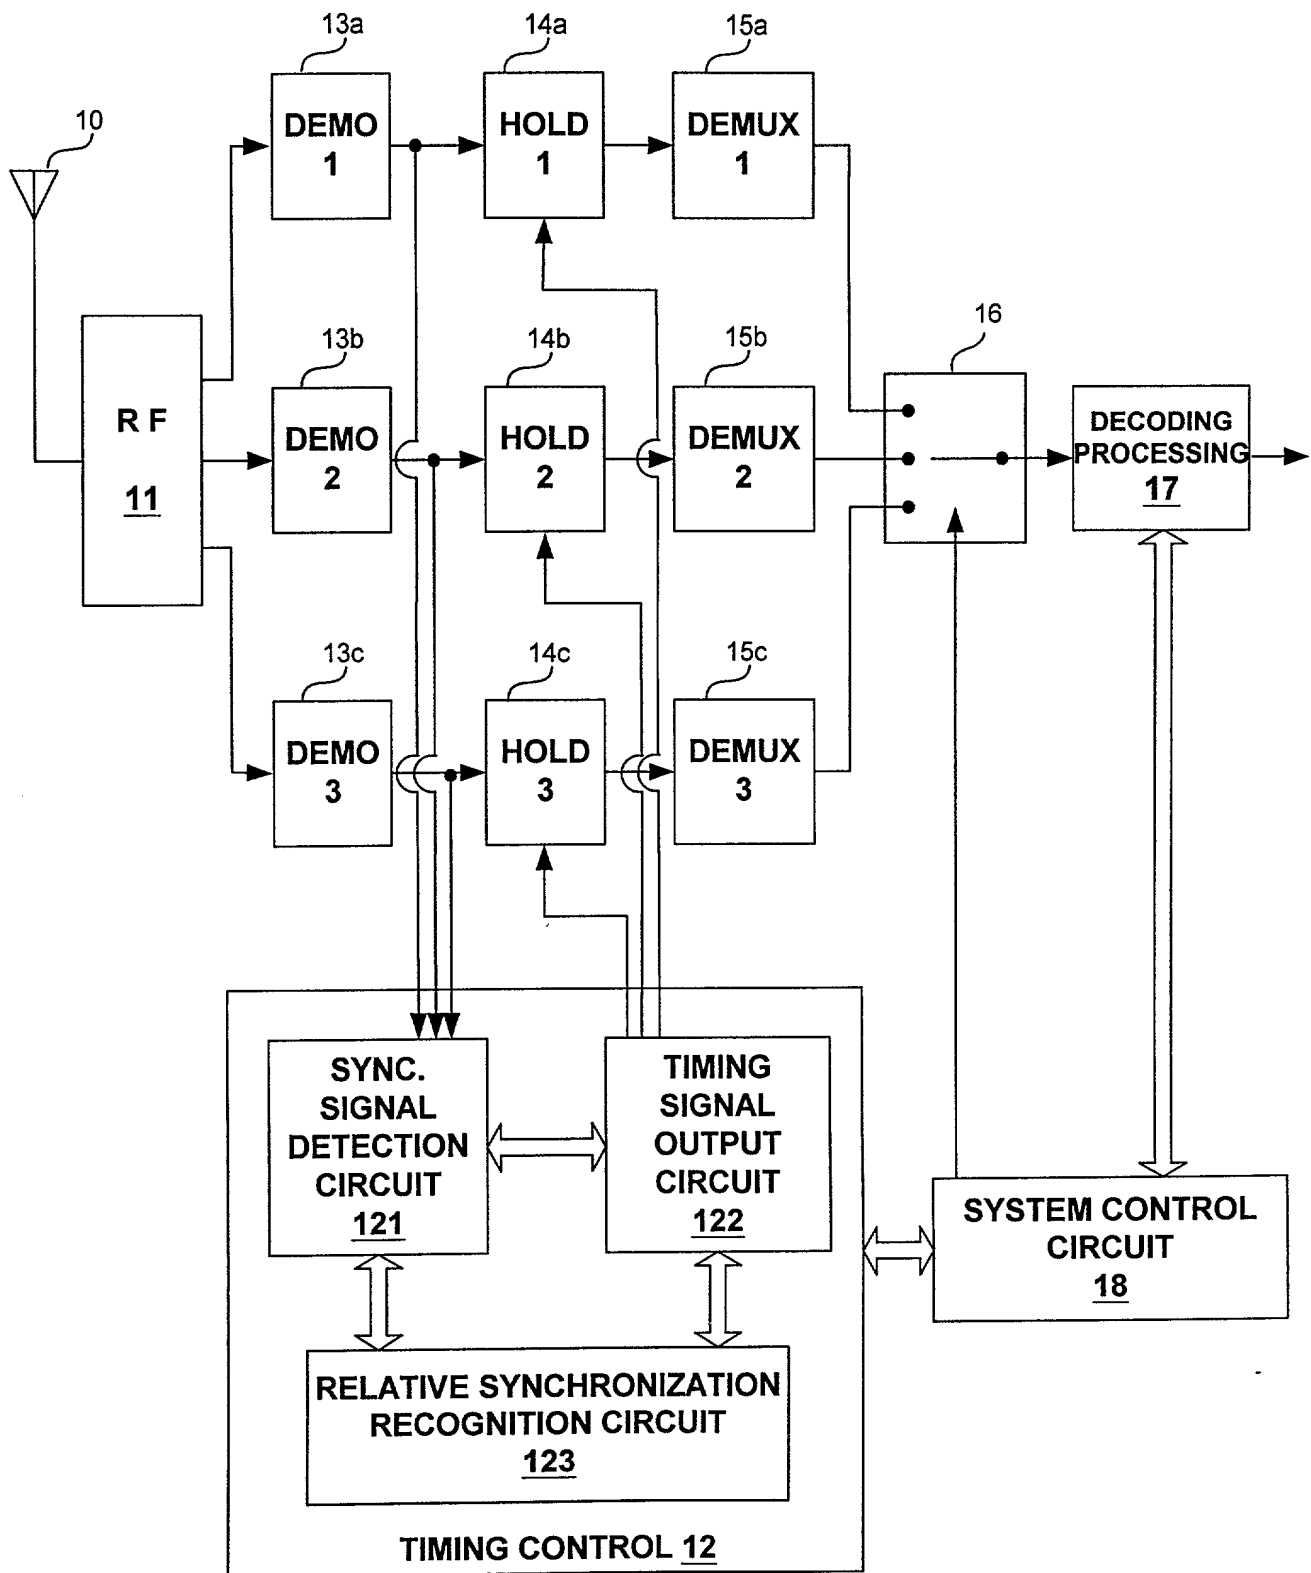 13a
14a
15a
10
DEMO
1
HOLD
1
DEMUX
1
13b
14b
15b
16
R F
11
DEMO
2
HOLD
2
DEMUX
2
DECODING
PROCESSING
17
13c
14c
15c
DEMO
3
HOLD
3
DEMUX
3
SYNC.
SIGNAL
DETECTION
CIRCUIT
121
TIMING
SIGNAL
OUTPUT
CIRCUIT
122
SYSTEM CONTROL
CIRCUIT
18
RELATIVE SYNCHRONIZATION
RECOGNITION CIRCUIT
123
TIMING CONTROL 12